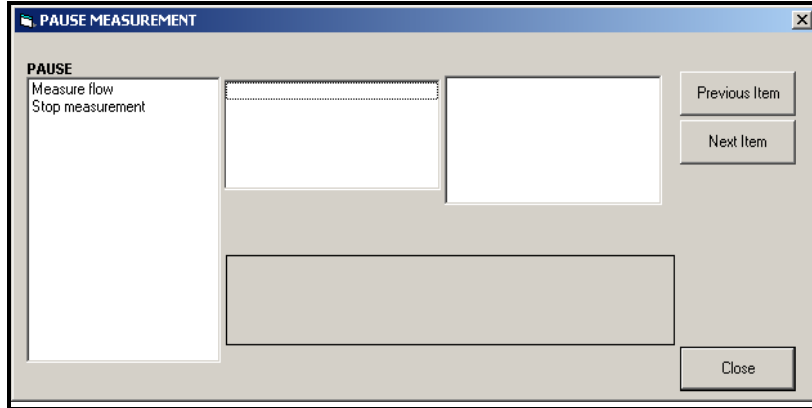 PAUSE MEASUREMENT
PAUSE
Measure flow
Stop measurement
Previous Item
Next Item
Close